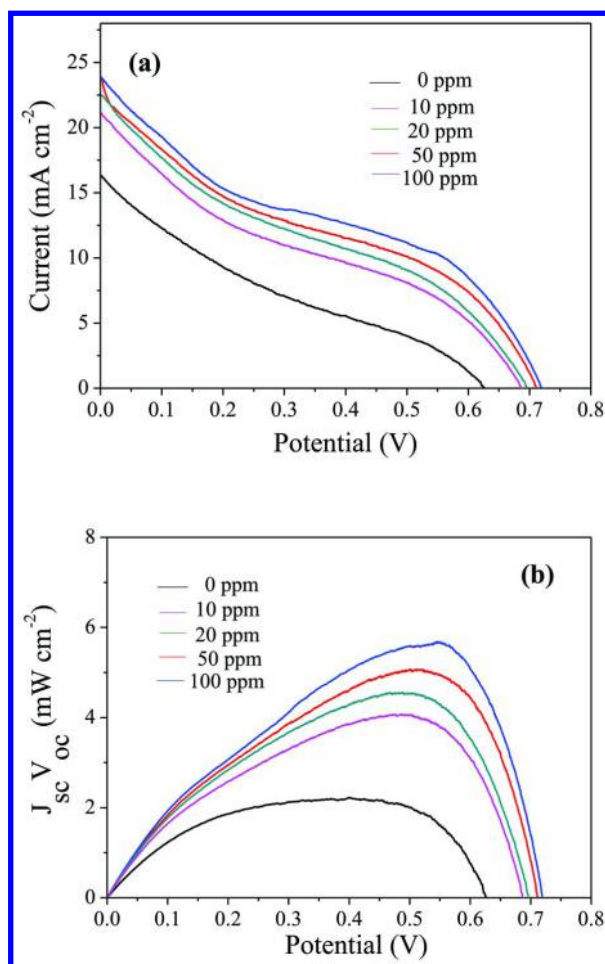 (a)
0 ppm
10 ppm
20 ppm
50 ppm
100 ppm
25
20
15
10
5
0
Current (mA cm-2)
0.0 0.1 0.2 0.3 0.4 0.5 0.6 0.7 0.8
Potential (V)
(b)
0 ppm
10 ppm
20 ppm
50 ppm
100 ppm
8
6
4
2
0
JscVoc (mW cm-2)
0.0 0.1 0.2 0.3 0.4 0.5 0.6 0.7 0.8
Potential (V)